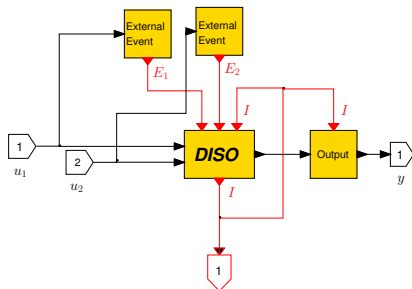 External
Event
External
Event
E₁
E₂
I
I
1
u₁
2
u₂
DISO
Output
1
y
I
1